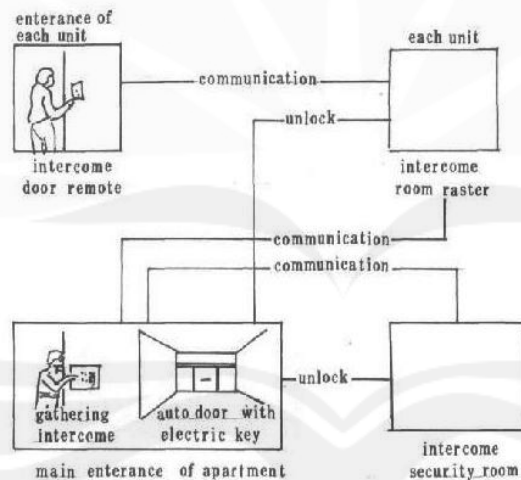 enterance of
each unit
each unit
communication
unlock
intercome
door remote
intercome
room raster
communication
communication
unlock
gathering
intercome
auto door with
electric key
main enterance of apartment
intercome
security room